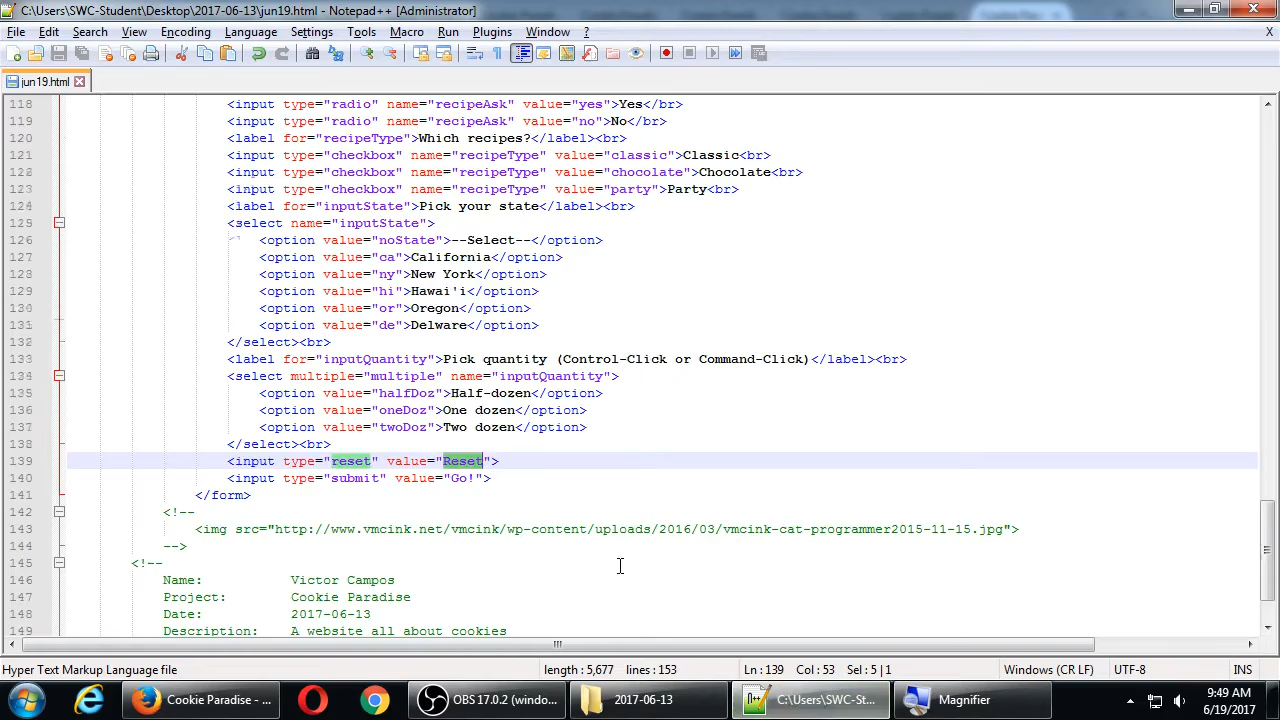 C:\Users\SWC-Student\Desktop\2017-06-13\jun19.html - Notepad++ [Administrator]
File Edit Search View Encoding Language Settings Tools Macro Run Plugins Window ? X
jun19.html
118 <input type="radio" name="recipeAsk" value="yes">Yes</br>
119 <input type="radio" name="recipeAsk" value="no">No</br>
120 <label for="recipeType">Which recipes?</label><br>
121 <input type="checkbox" name="recipeType" value="classic">Classic<br>
122 <input type="checkbox" name="recipeType" value="chocolate">Chocolate<br>
123 <input type="checkbox" name="recipeType" value="party">Party<br>
124 <label for="inputState">Pick your state</label><br>
<select name="inputState">
126 <option value="noState">--Select--</option>
127 <option value="ca">California</option>
128 <option value="ny">New York</option>
129 <option value="hi">Hawai'i</option>
130 <option value="or">Oregon</option>
131 <option value="de">Delware</option>
132 </select><br>
133 <label for="inputQuantity">Pick quantity (Control-Click or Command-Click)</label><br>
134 <select multiple="multiple" name="inputQuantity">
135 <option value="halfDoz">Half-dozen</option>
136 <option value="oneDoz">One dozen</option>
137 <option value="twoDoz">Two dozen</option>
138 </select><br>
139 <input type="reset" value="Reset">
140 <input type="submit" value="Go!">
141 </form>
142 <!--
143 <img src="http://www.vmcink.net/vmcink/wp-content/uploads/2016/03/vmcink-cat-programmer2015-11-15.jpg">
144 -->
145 <!--
146 Name: Victor Campos
147 Project: Cookie Paradise
148 Date: 2017-06-13
149 Description: A website all about cookies
Hyper Text Markup Language file length : 5,677 lines : 153 Ln : 139 Col : 53 Sel : 5 | 1 Windows (CR LF) UTF-8 INS
Cookie Paradise - ... OBS 17.0.2 (windo... 2017-06-13 C:\Users\SWC-St... Magnifier 9:49 AM
6/19/2017